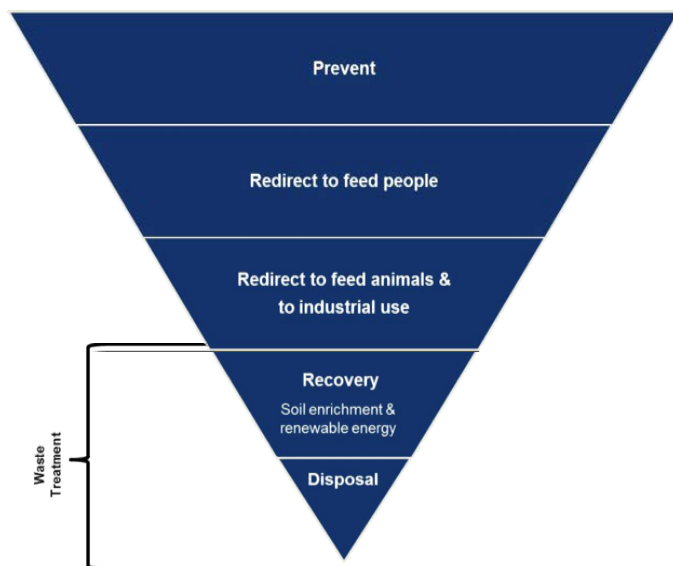 Prevent
Redirect to feed people
Redirect to feed animals &
to industrial use
Recovery
Soil enrichment &
renewable energy
Disposal
Waste
Treatment